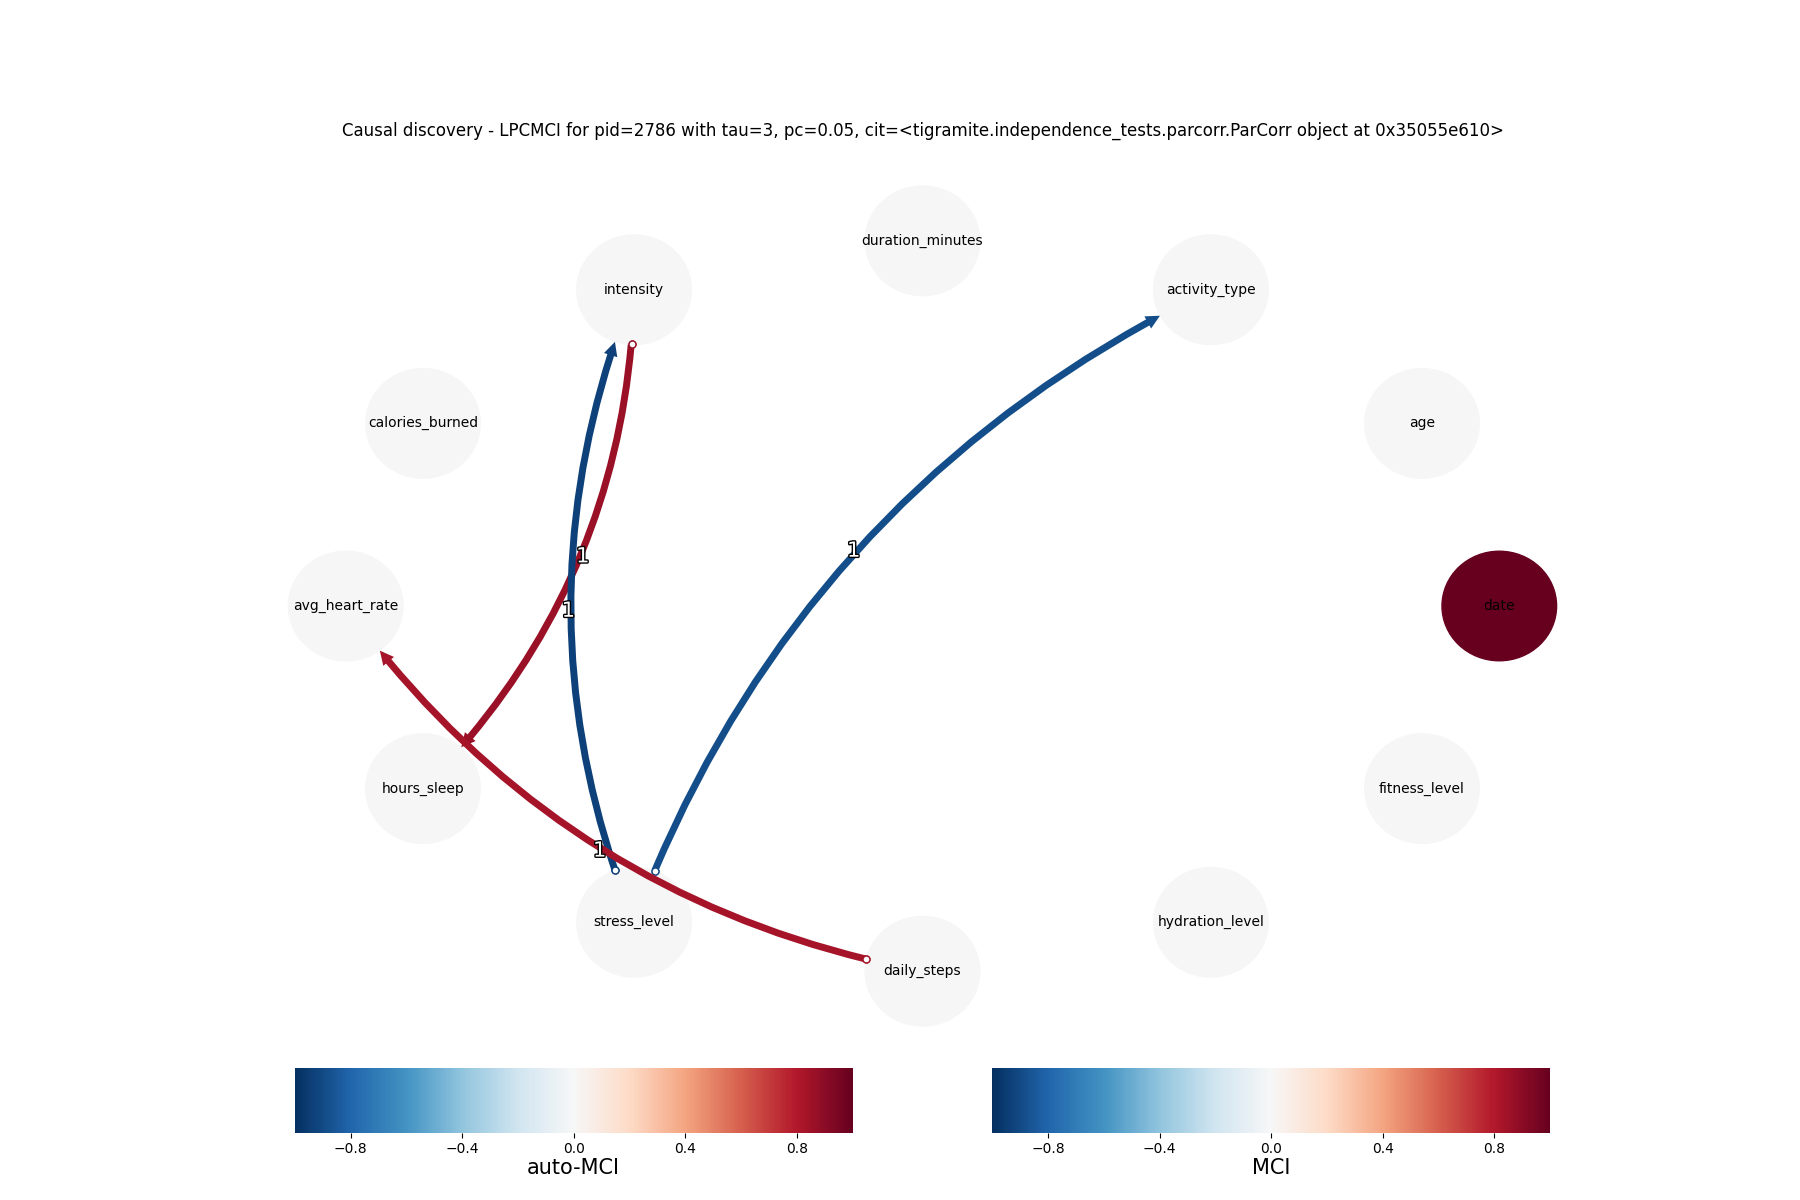 Causal discovery - LPCMCI for pid=2786 with tau=3, pc=0.05, cit=<tigramite.independence_tests.parcorr.ParCorr object at 0x35055e610>
duration_minutes
intensity
activity_type
calories_burned
age
1
1
avg_heart_rate
date
1
hours_sleep
fitness_level
1
stress_level
hydration_level
daily_steps
−0.8 −0.4 0.0 0.4 0.8
auto-MCI
−0.8 −0.4 0.0 0.4 0.8
MCI